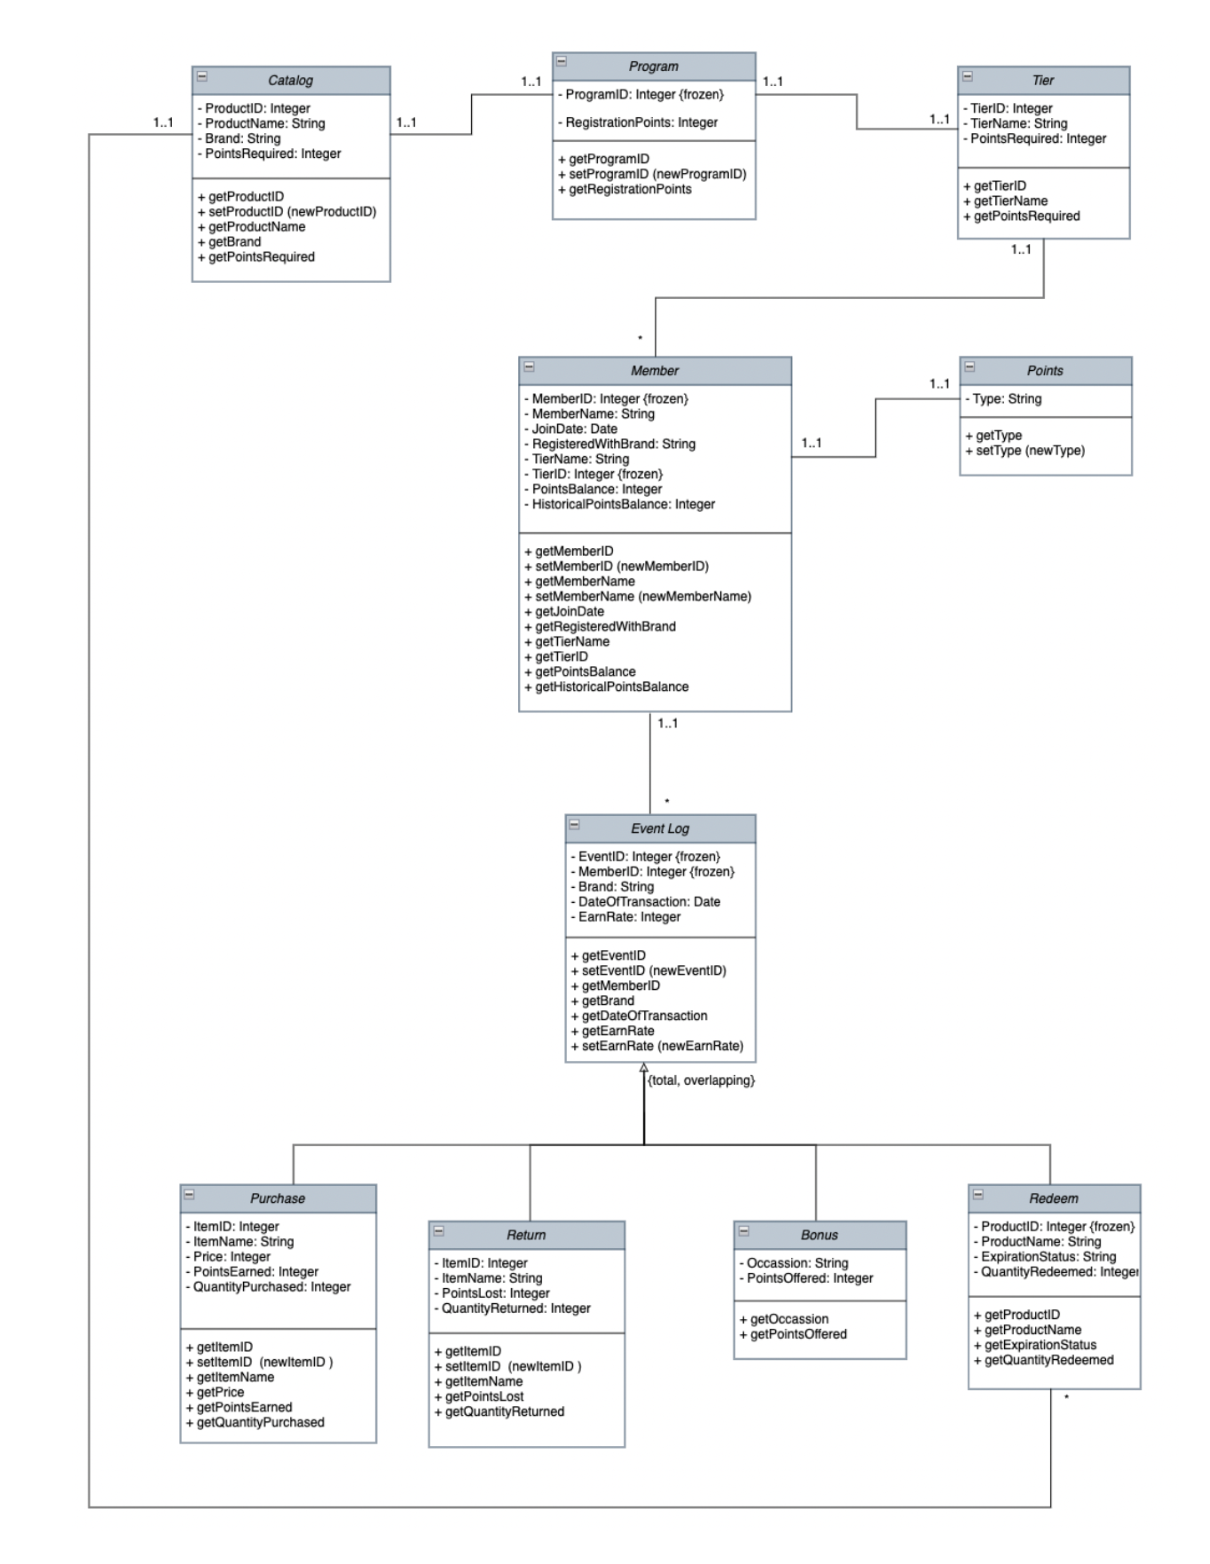 Catalog
- ProductID: Integer
- ProductName: String
- Brand: String
- PointsRequired: Integer
+ getProductID
+ setProductID (newProductID)
+ getProductName
+ getBrand
+ getPointsRequired
1..1
1..1
1..1
Program
- ProgramID: Integer {frozen}
- RegistrationPoints: Integer
+ getProgramID
+ setProgramID (newProgramID)
+ getRegistrationPoints
1..1
1..1
Tier
- TierID: Integer
- TierName: String
- PointsRequired: Integer
+ getTierID
+ getTierName
+ getPointsRequired
1..1
*
Member
- MemberID: Integer {frozen}
- MemberName: String
- JoinDate: Date
- RegisteredWithBrand: String
- TierName: String
- TierID: Integer {frozen}
- PointsBalance: Integer
- HistoricalPointsBalance: Integer
+ getMemberID
+ setMemberID (newMemberID)
+ getMemberName
+ setMemberName (newMemberName)
+ getJoinDate
+ getRegisteredWithBrand
+ getTierName
+ getTierID
+ getPointsBalance
+ getHistoricalPointsBalance
1..1
1..1
Points
- Type: String
+ getType
+ setType (newType)
1..1
*
Event Log
- EventID: Integer {frozen}
- MemberID: Integer {frozen}
- Brand: String
- DateOfTransaction: Date
- EarnRate: Integer
+ getEventID
+ setEventID (newEventID)
+ getMemberID
+ getBrand
+ getDateOfTransaction
+ getEarnRate
+ setEarnRate (newEarnRate)
{total, overlapping}
Purchase
- ItemID: Integer
- ItemName: String
- Price: Integer
- PointsEarned: Integer
- QuantityPurchased: Integer
+ getItemID
+ setItemID (newItemID )
+ getItemName
+ getPrice
+ getPointsEarned
+ getQuantityPurchased
Return
- ItemID: Integer
- ItemName: String
- PointsLost: Integer
- QuantityReturned: Integer
+ getItemID
+ setItemID (newItemID )
+ getItemName
+ getPointsLost
+ getQuantityReturned
Bonus
- Occassion: String
- PointsOffered: Integer
+ getOccassion
+ getPointsOffered
Redeem
- ProductID: Integer {frozen}
- ProductName: String
- ExpirationStatus: String
- QuantityRedeemed: Integer
+ getProductID
+ getProductName
+ getExpirationStatus
+ getQuantityRedeemed
*